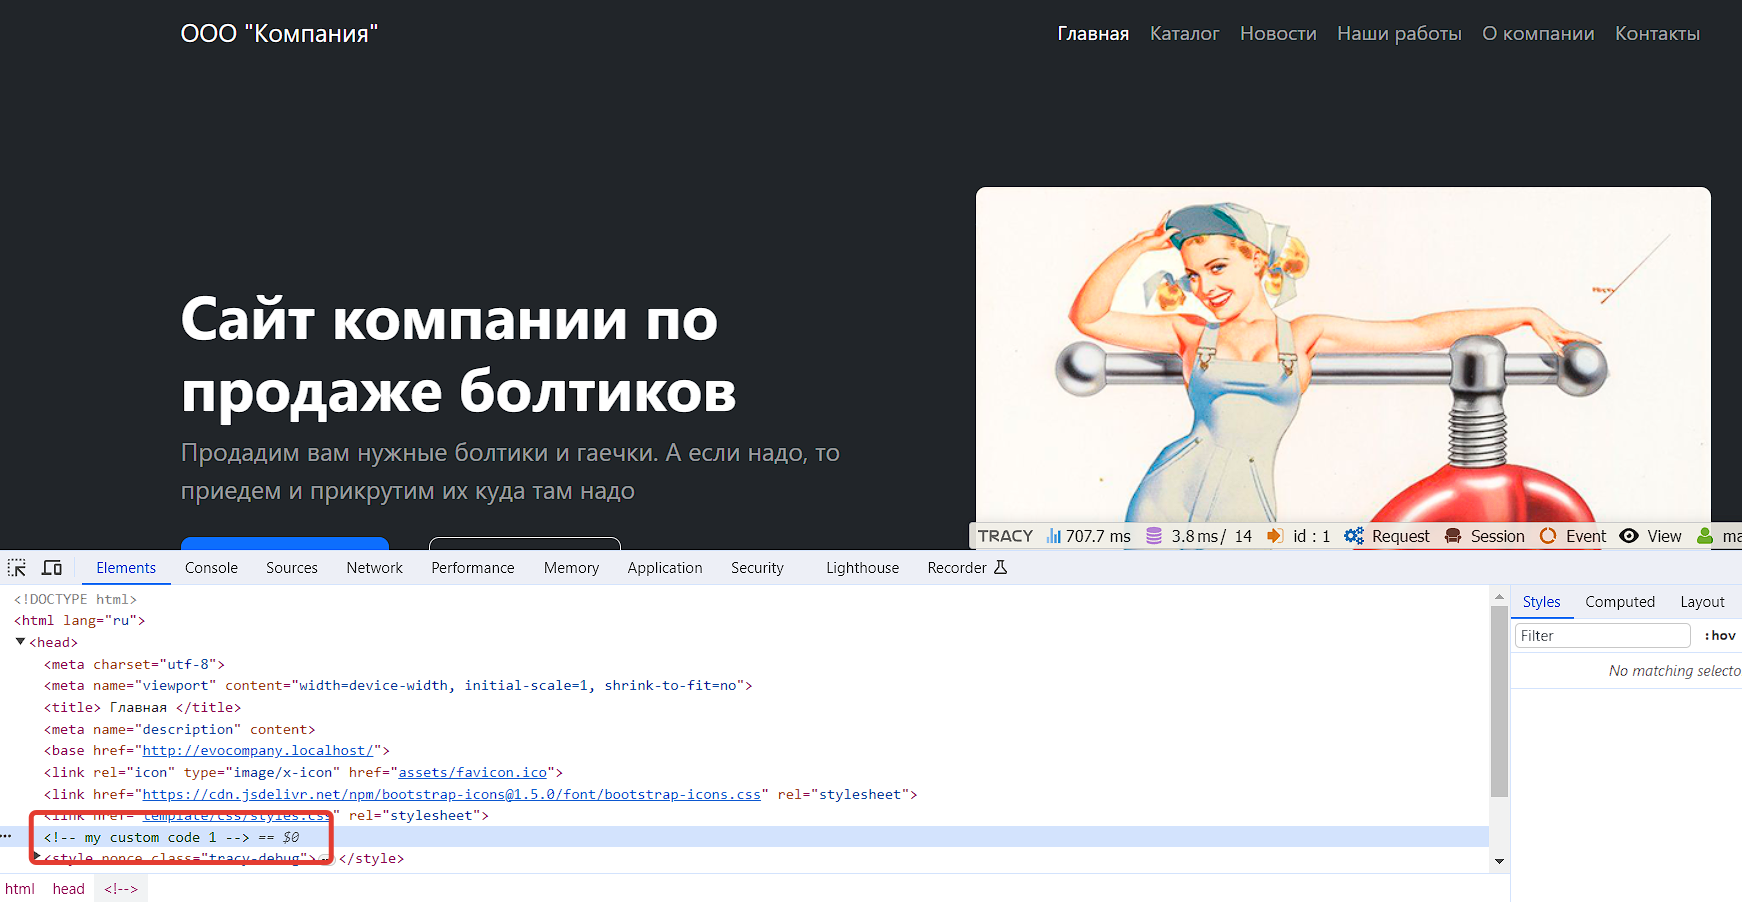 ООО "Компания"
Главная Каталог Новости Наши работы О компании Контакты
Сайт компании по
продаже болтиков
Продадим вам нужные болтики и гаечки. А если надо, то
приедем и прикрутим их куда там надо
TRACY 707.7 ms 3.8 ms / 14 id : 1 Request Session Event View ma
Elements Console Sources Network Performance Memory Application Security Lighthouse Recorder
<!DOCTYPE html>
<html lang="ru">
<head>
<meta charset="utf-8">
<meta name="viewport" content="width=device-width, initial-scale=1, shrink-to-fit=no">
<title> Главная </title>
<meta name="description" content>
<base href="http://evocompany.localhost/">
<link rel="icon" type="image/x-icon" href="assets/favicon.ico">
<link href="https://cdn.jsdelivr.net/npm/bootstrap-icons@1.5.0/font/bootstrap-icons.css" rel="stylesheet">
<link href="template/css/styles.css" rel="stylesheet">
<!-- my custom code 1 --> == $0
<style nonce class="tracy-debug">…</style>
html head <!-->
Styles Computed Layout
Filter :hov
No matching selecto